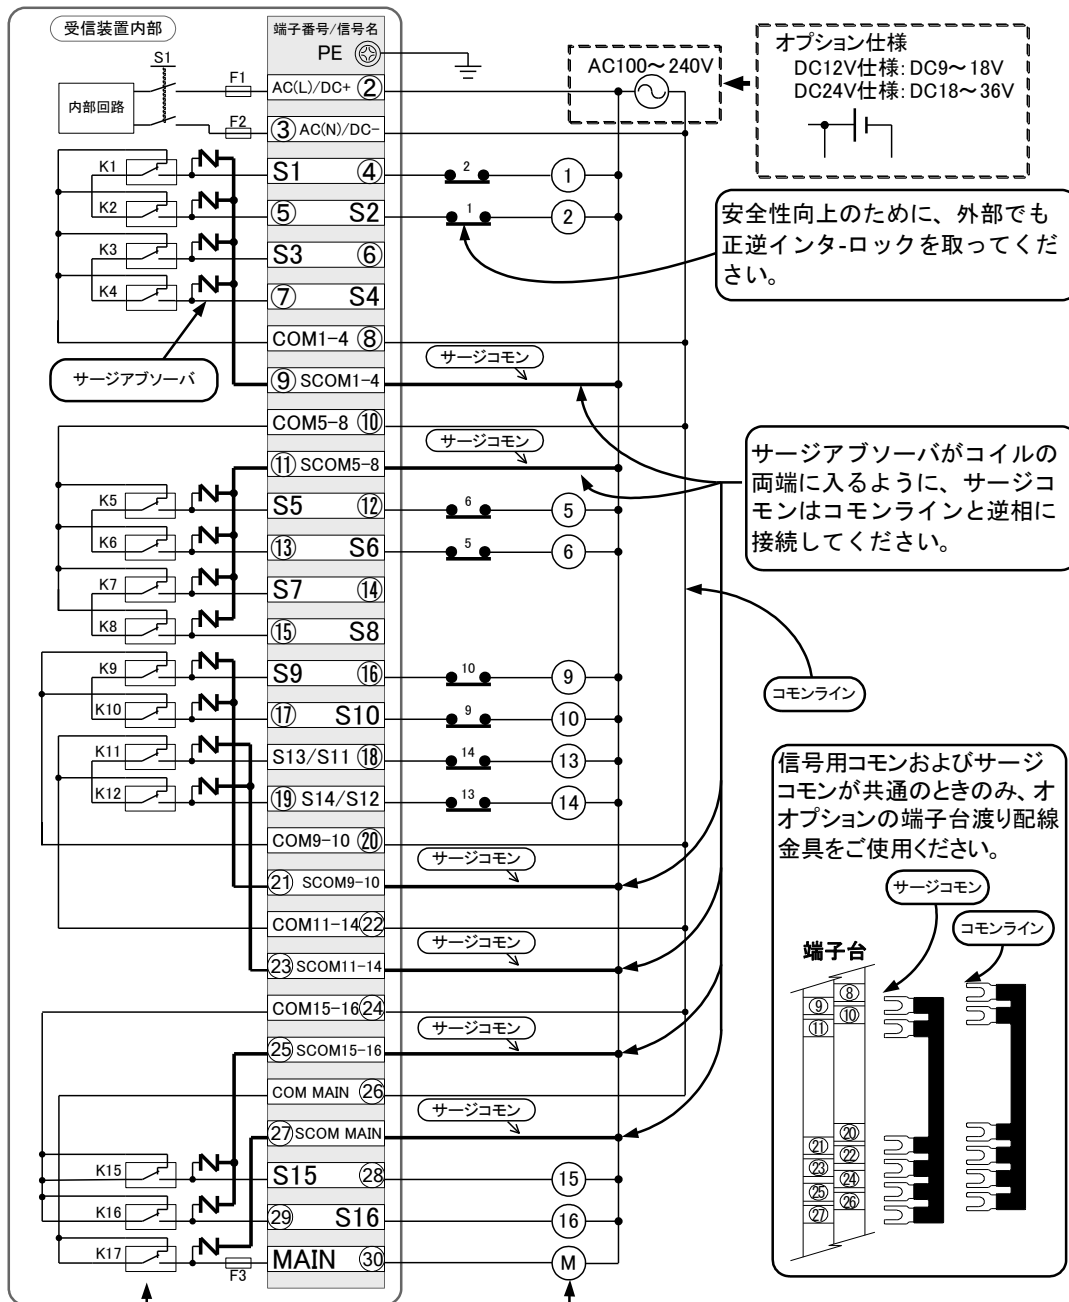 受信装置内部
端子番号/信号名
PE
S1
内部回路
F1
F2
AC(L)/DC+ ②
③ AC(N)/DC-
AC100～240V
オプション仕様
DC12V仕様: DC9～18V
DC24V仕様: DC18～36V
K1
S1 ④
2
1
K2
⑤ S2
1
2
K3
S3 ⑥
K4
⑦ S4
安全性向上のために、外部でも
正逆インタ-ロックを取ってくだ
さい。
COM1-4 ⑧
サージアブソーバ
⑨ SCOM1-4
サージコモン
COM5-8 ⑩
⑪ SCOM5-8
サージコモン
サージアブソーバがコイルの
両端に入るように、サージコ
モンはコモンラインと逆相に
接続してください。
K5
S5 ⑫
6
5
K6
⑬ S6
5
6
K7
S7 ⑭
K8
⑮ S8
K9
S9 ⑯
10
9
K10
⑰ S10
9
10
コモンライン
K11
S13/S11 ⑱
14
13
K12
⑲ S14/S12
13
14
COM9-10 ⑳
㉑ SCOM9-10
サージコモン
COM11-14 ㉒
㉓ SCOM11-14
サージコモン
COM15-16 ㉔
㉕ SCOM15-16
サージコモン
COM MAIN ㉖
㉗ SCOM MAIN
サージコモン
K15
S15 ㉘
15
K16
㉙ S16
16
K17
F3
MAIN ㉚
M
信号用コモンおよびサージ
コモンが共通のときのみ、オ
オプションの端子台渡り配線
金具をご使用ください。
サージコモン
コモンライン
端子台
⑧
⑨
⑩
⑪
⑳
㉑
㉒
㉓
㉔
㉕
㉖
㉗